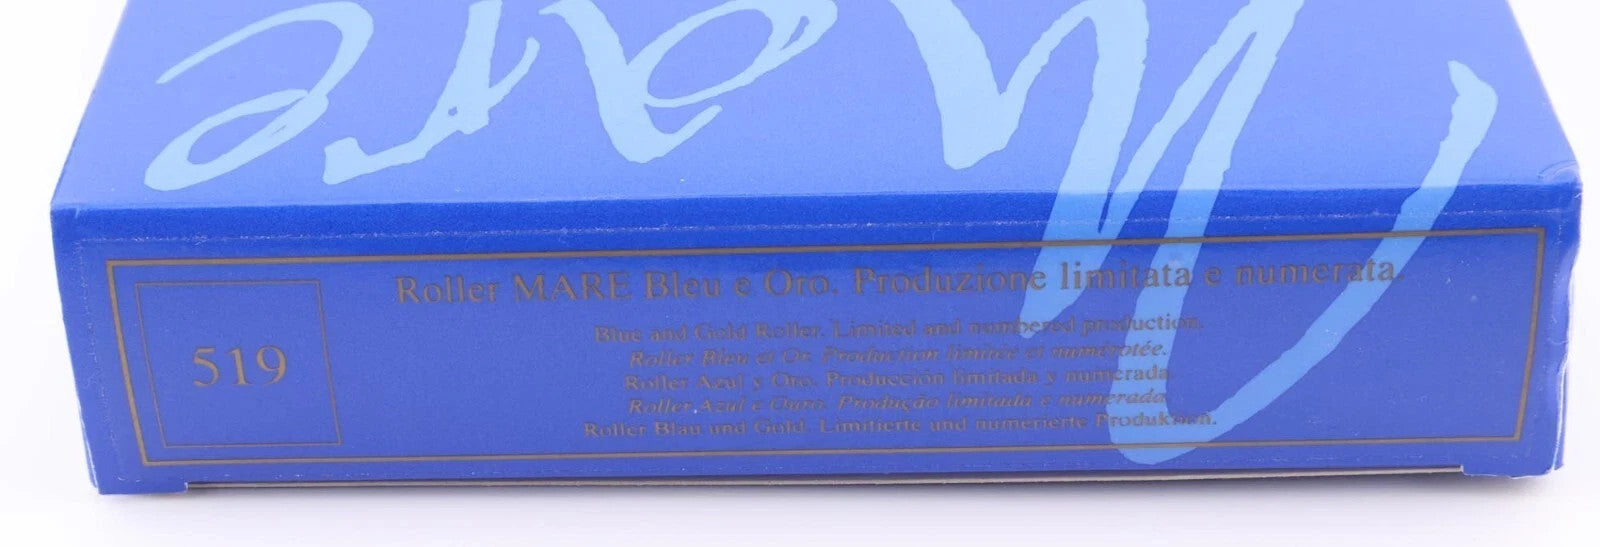 Mare
519
Roller MARE Bleu e Oro. Produzione limitata e numerata.
Blue and Gold Roller. Limited and numbered production.
Roller Bleu et Or. Production limitée et numérotée.
Roller Azul y Oro. Producción limitada y numerada
Roller Azul e Ouro. Produção limitada e numerada
Roller Blau und Gold. Limitierte und numerierte Produktion.